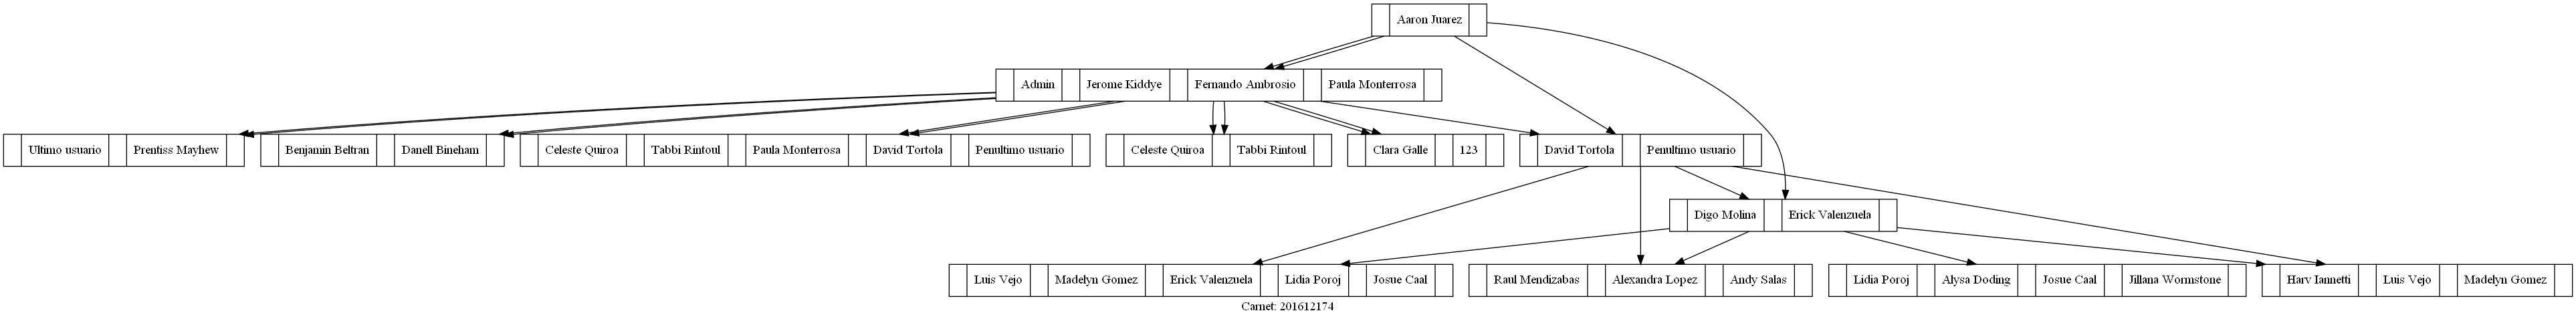 Aaron Juarez
Admin Jerome Kiddye Fernando Ambrosio Paula Monterrosa
Ultimo usuario Prentiss Mayhew
Benjamin Beltran Danell Bineham
Celeste Quiroa Tabbi Rintoul Paula Monterrosa David Tortola Penultimo usuario
Celeste Quiroa Tabbi Rintoul
Clara Galle 123
David Tortola Penultimo usuario
Digo Molina Erick Valenzuela
Luis Vejo Madelyn Gomez Erick Valenzuela Lidia Poroj Josue Caal
Raul Mendizabas Alexandra Lopez Andy Salas
Lidia Poroj Alysa Doding Josue Caal Jillana Wormstone
Harv Iannetti Luis Vejo Madelyn Gomez
Carnet: 201612174